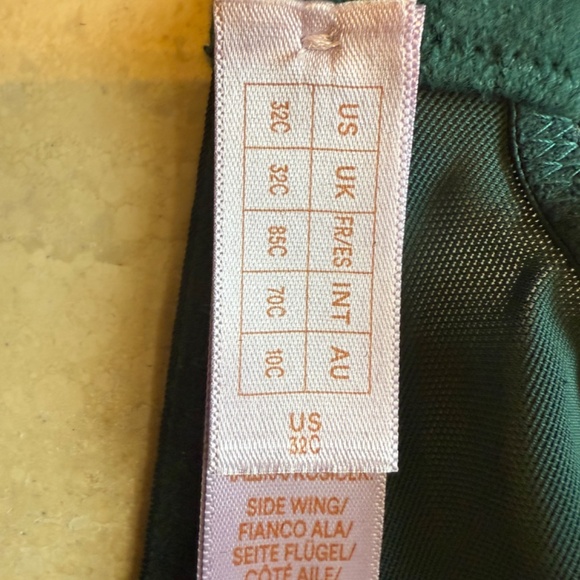 US UK FR/ES INT AU
32C 32C 85C 70C 10C
US
32C
SIDE WING/
FIANCO ALA/
SEITE FLÜGEL/
CÔTÉ AILE/